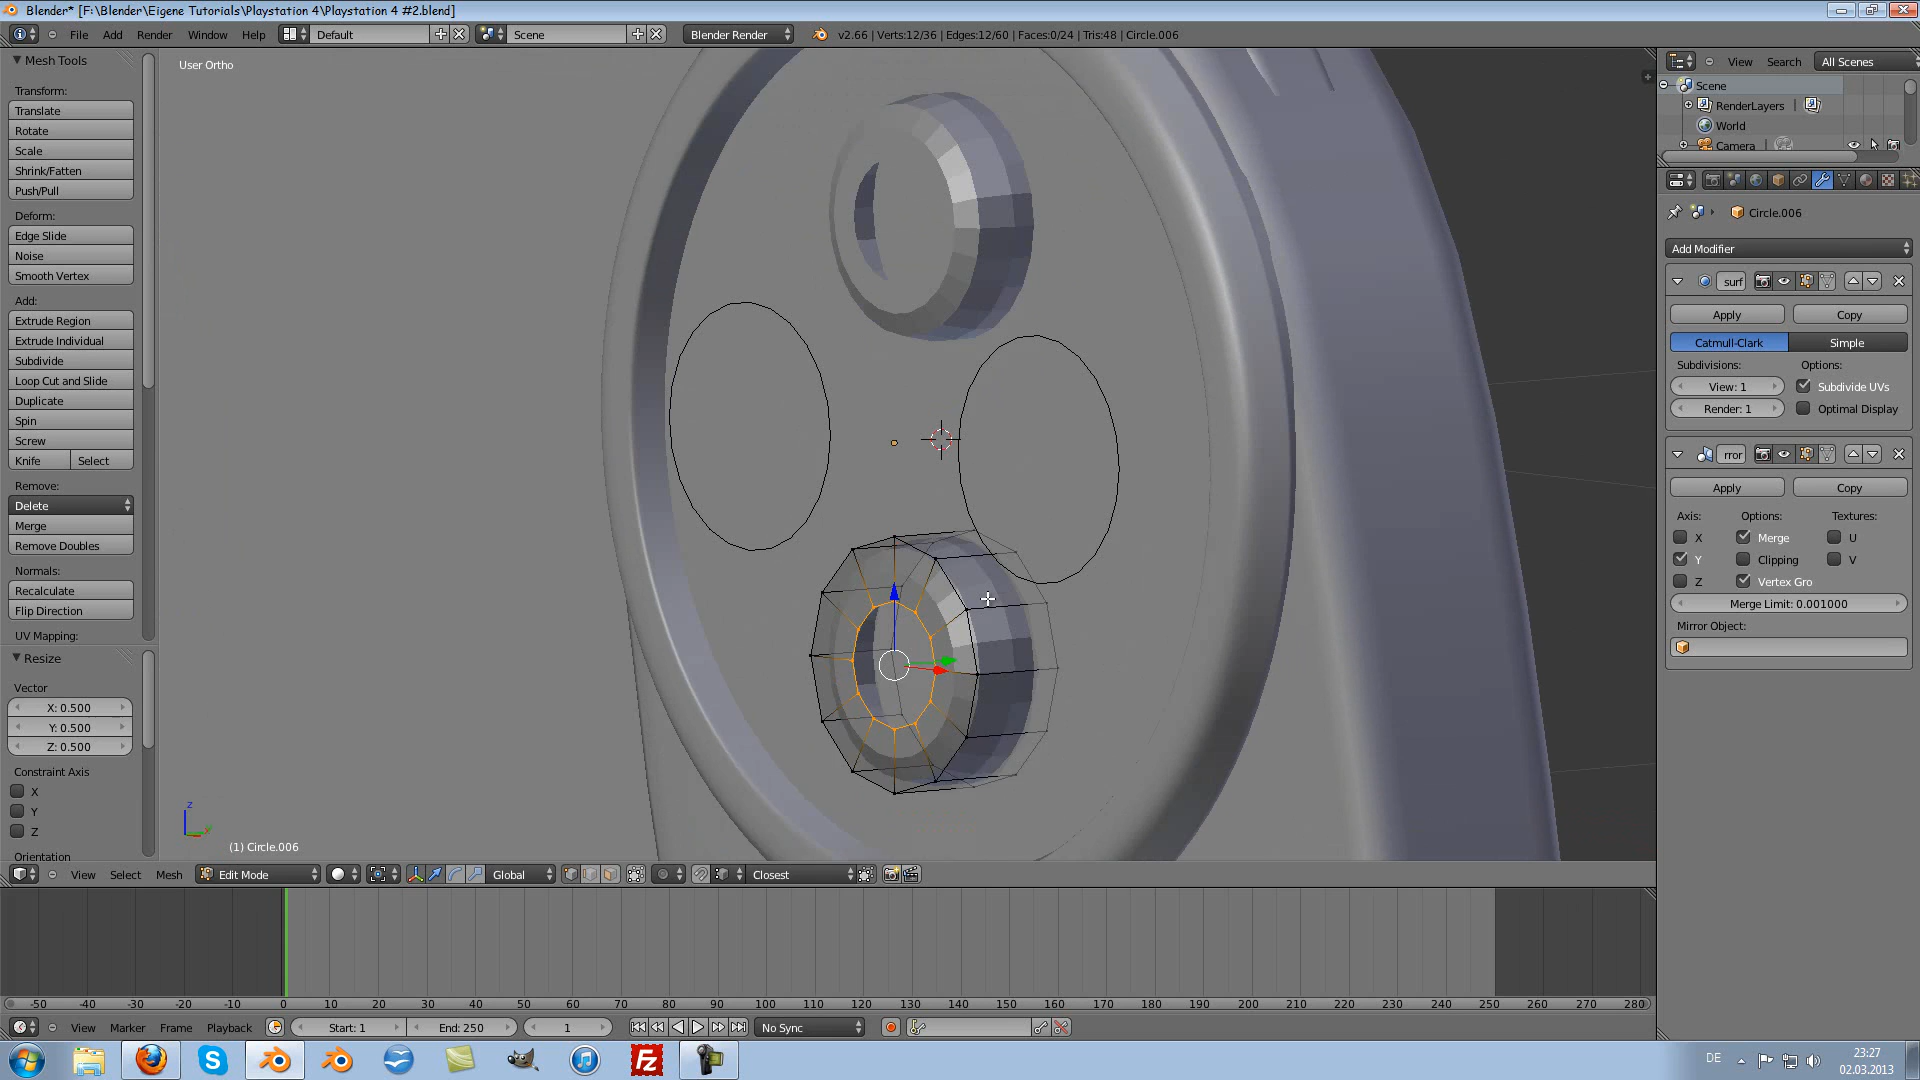 Blender* [F:\Blender\Eigene Tutorials\Playstation 4\Playstation 4 #2.blend]
File Add Render Window Help Default Scene Blender Render v2.66 | Verts:12/36 | Edges:12/60 | Faces:0/24 | Tris:48 | Circle.006
Mesh Tools
Transform:
Translate
Rotate
Scale
Shrink/Fatten
Push/Pull
Deform:
Edge Slide
Noise
Smooth Vertex
Add:
Extrude Region
Extrude Individual
Subdivide
Loop Cut and Slide
Duplicate
Spin
Screw
Knife Select
Remove:
Delete
Merge
Remove Doubles
Normals:
Recalculate
Flip Direction
UV Mapping:
Resize
Vector
X: 0.500
Y: 0.500
Z: 0.500
Constraint Axis
X
Y
Z
Orientation
User Ortho
z
y
(1) Circle.006
View Select Mesh Edit Mode Global Closest
View Search All Scenes
Scene
RenderLayers |
World
Camera |
Circle.006
Add Modifier
surf
Apply Copy
Catmull-Clark Simple
Subdivisions: Options:
View: 1 Subdivide UVs
Render: 1 Optimal Display
rror
Apply Copy
Axis: Options: Textures:
X Merge U
Y Clipping V
Z Vertex Gro
Merge Limit: 0.001000
Mirror Object:
-50 -40 -30 -20 -10 0 10 20 30 40 50 60 70 80 90 100 110 120 130 140 150 160 170 180 190 200 210 220 230 240 250 260 270 280
View Marker Frame Playback Start: 1 End: 250 1 No Sync
S Fz DE 23:27
02.03.2013